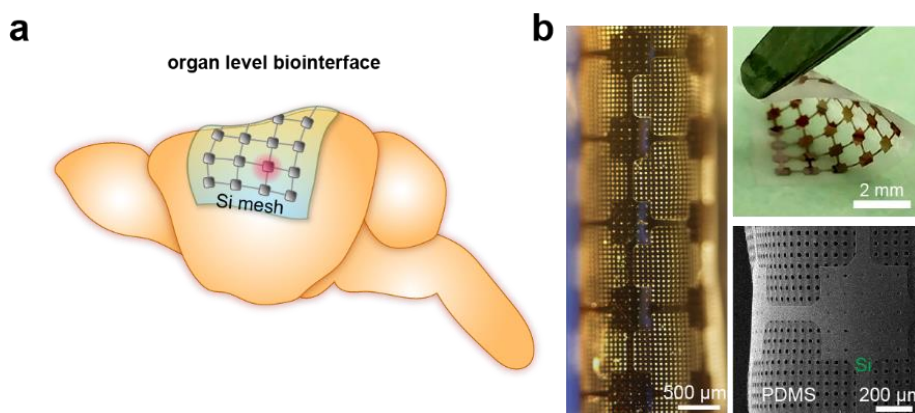 a
organ level biointerface
Si mesh
b
500 µm
2 mm
Si
PDMS
200 µm